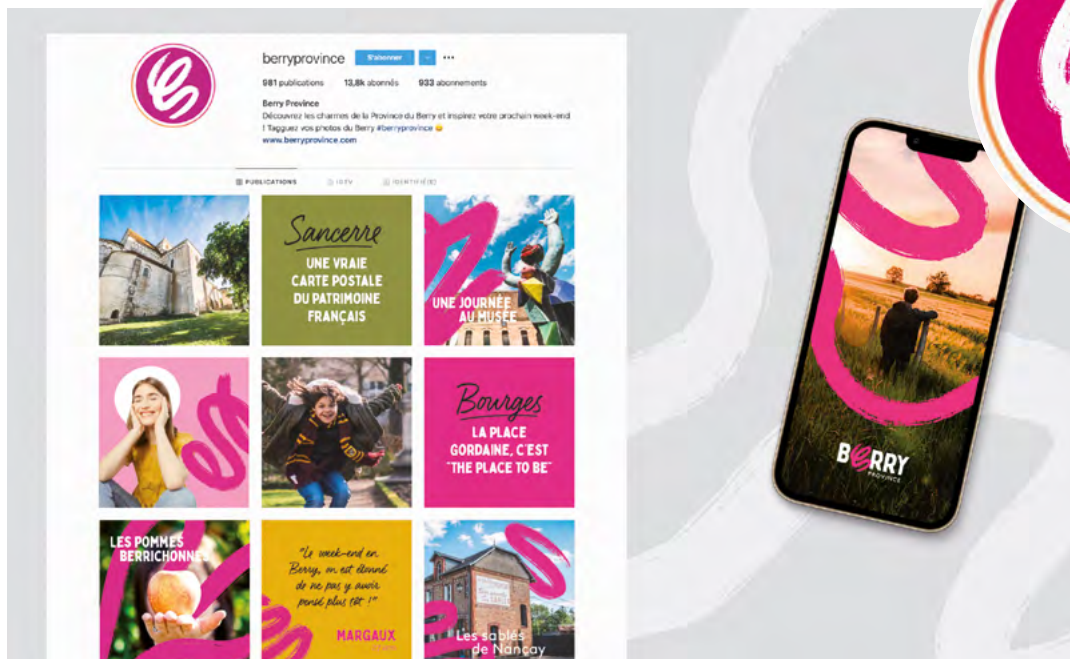 berryprovince S'abonner
981 publications 13,8k abonnés 933 abonnements
Berry Province
Découvrez les charmes de la Province du Berry et inspirez votre prochain week-end
! Tagguez vos photos du Berry #berryprovince
www.berryprovince.com
PUBLICATIONS IGTV IDENTIFIÉ(E)
Sancerre
UNE VRAIE
CARTE POSTALE
DU PATRIMOINE
FRANÇAIS
UNE JOURNÉE
AU MUSÉE
Bourges
LA PLACE
GORDAINE, C'EST
"THE PLACE TO BE"
LES POMMES
BERRICHONNES
"Le week-end en
Berry, on est étonné
de ne pas y avoir
pensé plus tôt !"
MARGAUX
Les sablés
de Nançay
BERRY
PROVINCE